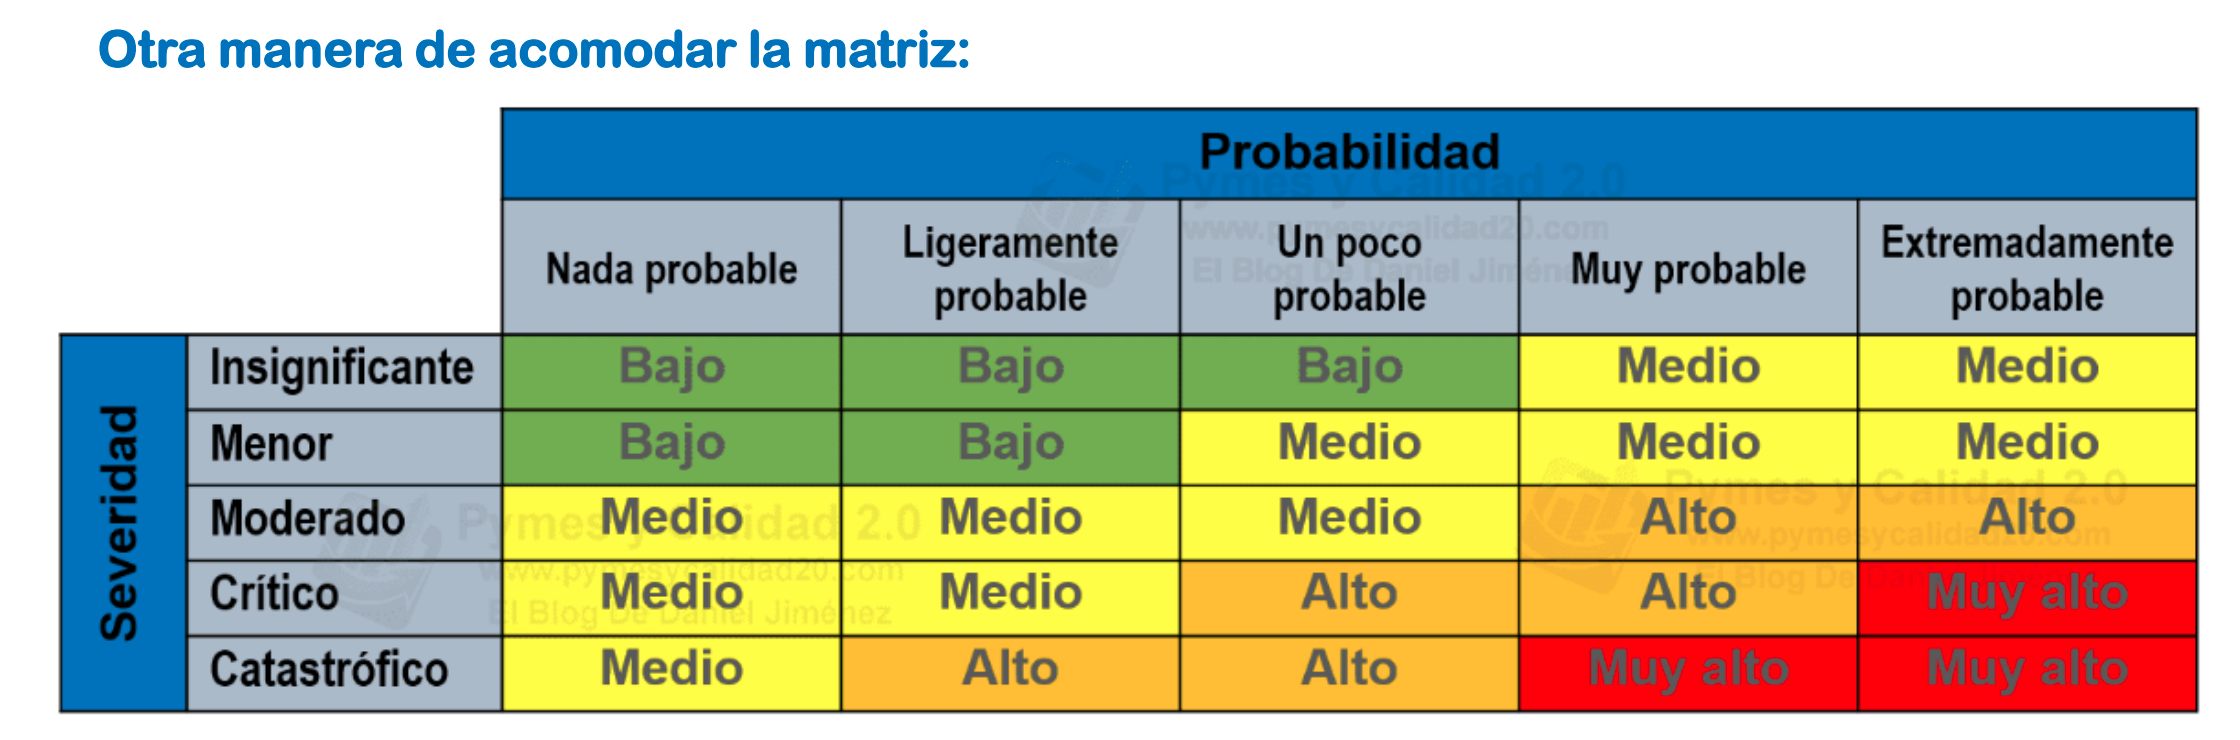 Otra manera de acomodar la matriz:
Probabilidad
Nada probable
Ligeramente
probable
Un poco
probable
Muy probable
Extremadamente
probable
Severidad
Insignificante Bajo Bajo Bajo Medio Medio
Menor Bajo Bajo Medio Medio Medio
Moderado Medio Medio Medio Alto Alto
Crítico Medio Medio Alto Alto Muy alto
Catastrófico Medio Alto Alto Muy alto Muy alto
Pymes y Calidad 2.0
www.pymesycalidad20.com
El Blog De Daniel Jiménez
Pymes y Calidad 2.0
www.pymesycalidad20.com
El Blog De Daniel Jiménez
Pymes y Calidad 2.0
www.pymesycalidad20.com
El Blog De Daniel Jiménez